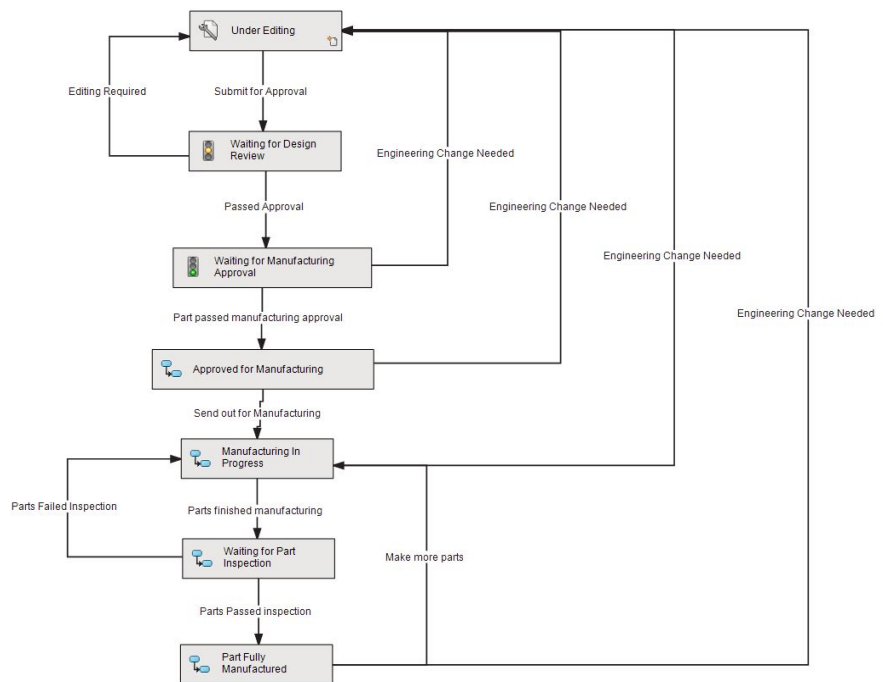 Under Editing
Editing Required
Submit for Approval
Waiting for Design
Review
Engineering Change Needed
Passed Approval
Engineering Change Needed
Waiting for Manufacturing
Approval
Engineering Change Needed
Part passed manufacturing approval
Engineering Change Needed
Approved for Manufacturing
Send out for Manufacturing
Manufacturing In
Progress
Parts Failed Inspection
Parts finished manufacturing
Waiting for Part
Inspection
Make more parts
Parts Passed inspection
Part Fully
Manufactured